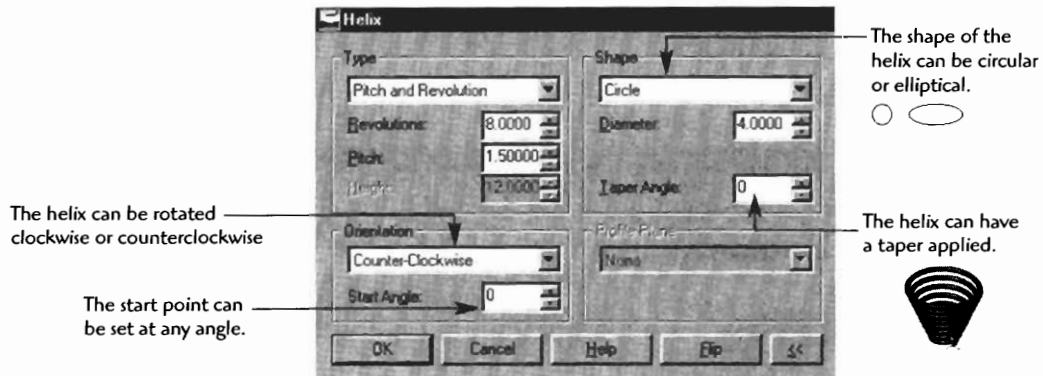 Helix
Type
Pitch and Revolution
Revolutions: 8.0000
Pitch: 1.50000
Height: 12.0000
Shape
Circle
Diameter: 4.0000
Taper Angle: 0
Orientation
Counter-Clockwise
Start Angle: 0
Profile Plane
None
OK Cancel Help Flip <<
The shape of the
helix can be circular
or elliptical.
The helix can be rotated
clockwise or counterclockwise
The start point can
be set at any angle.
The helix can have
a taper applied.